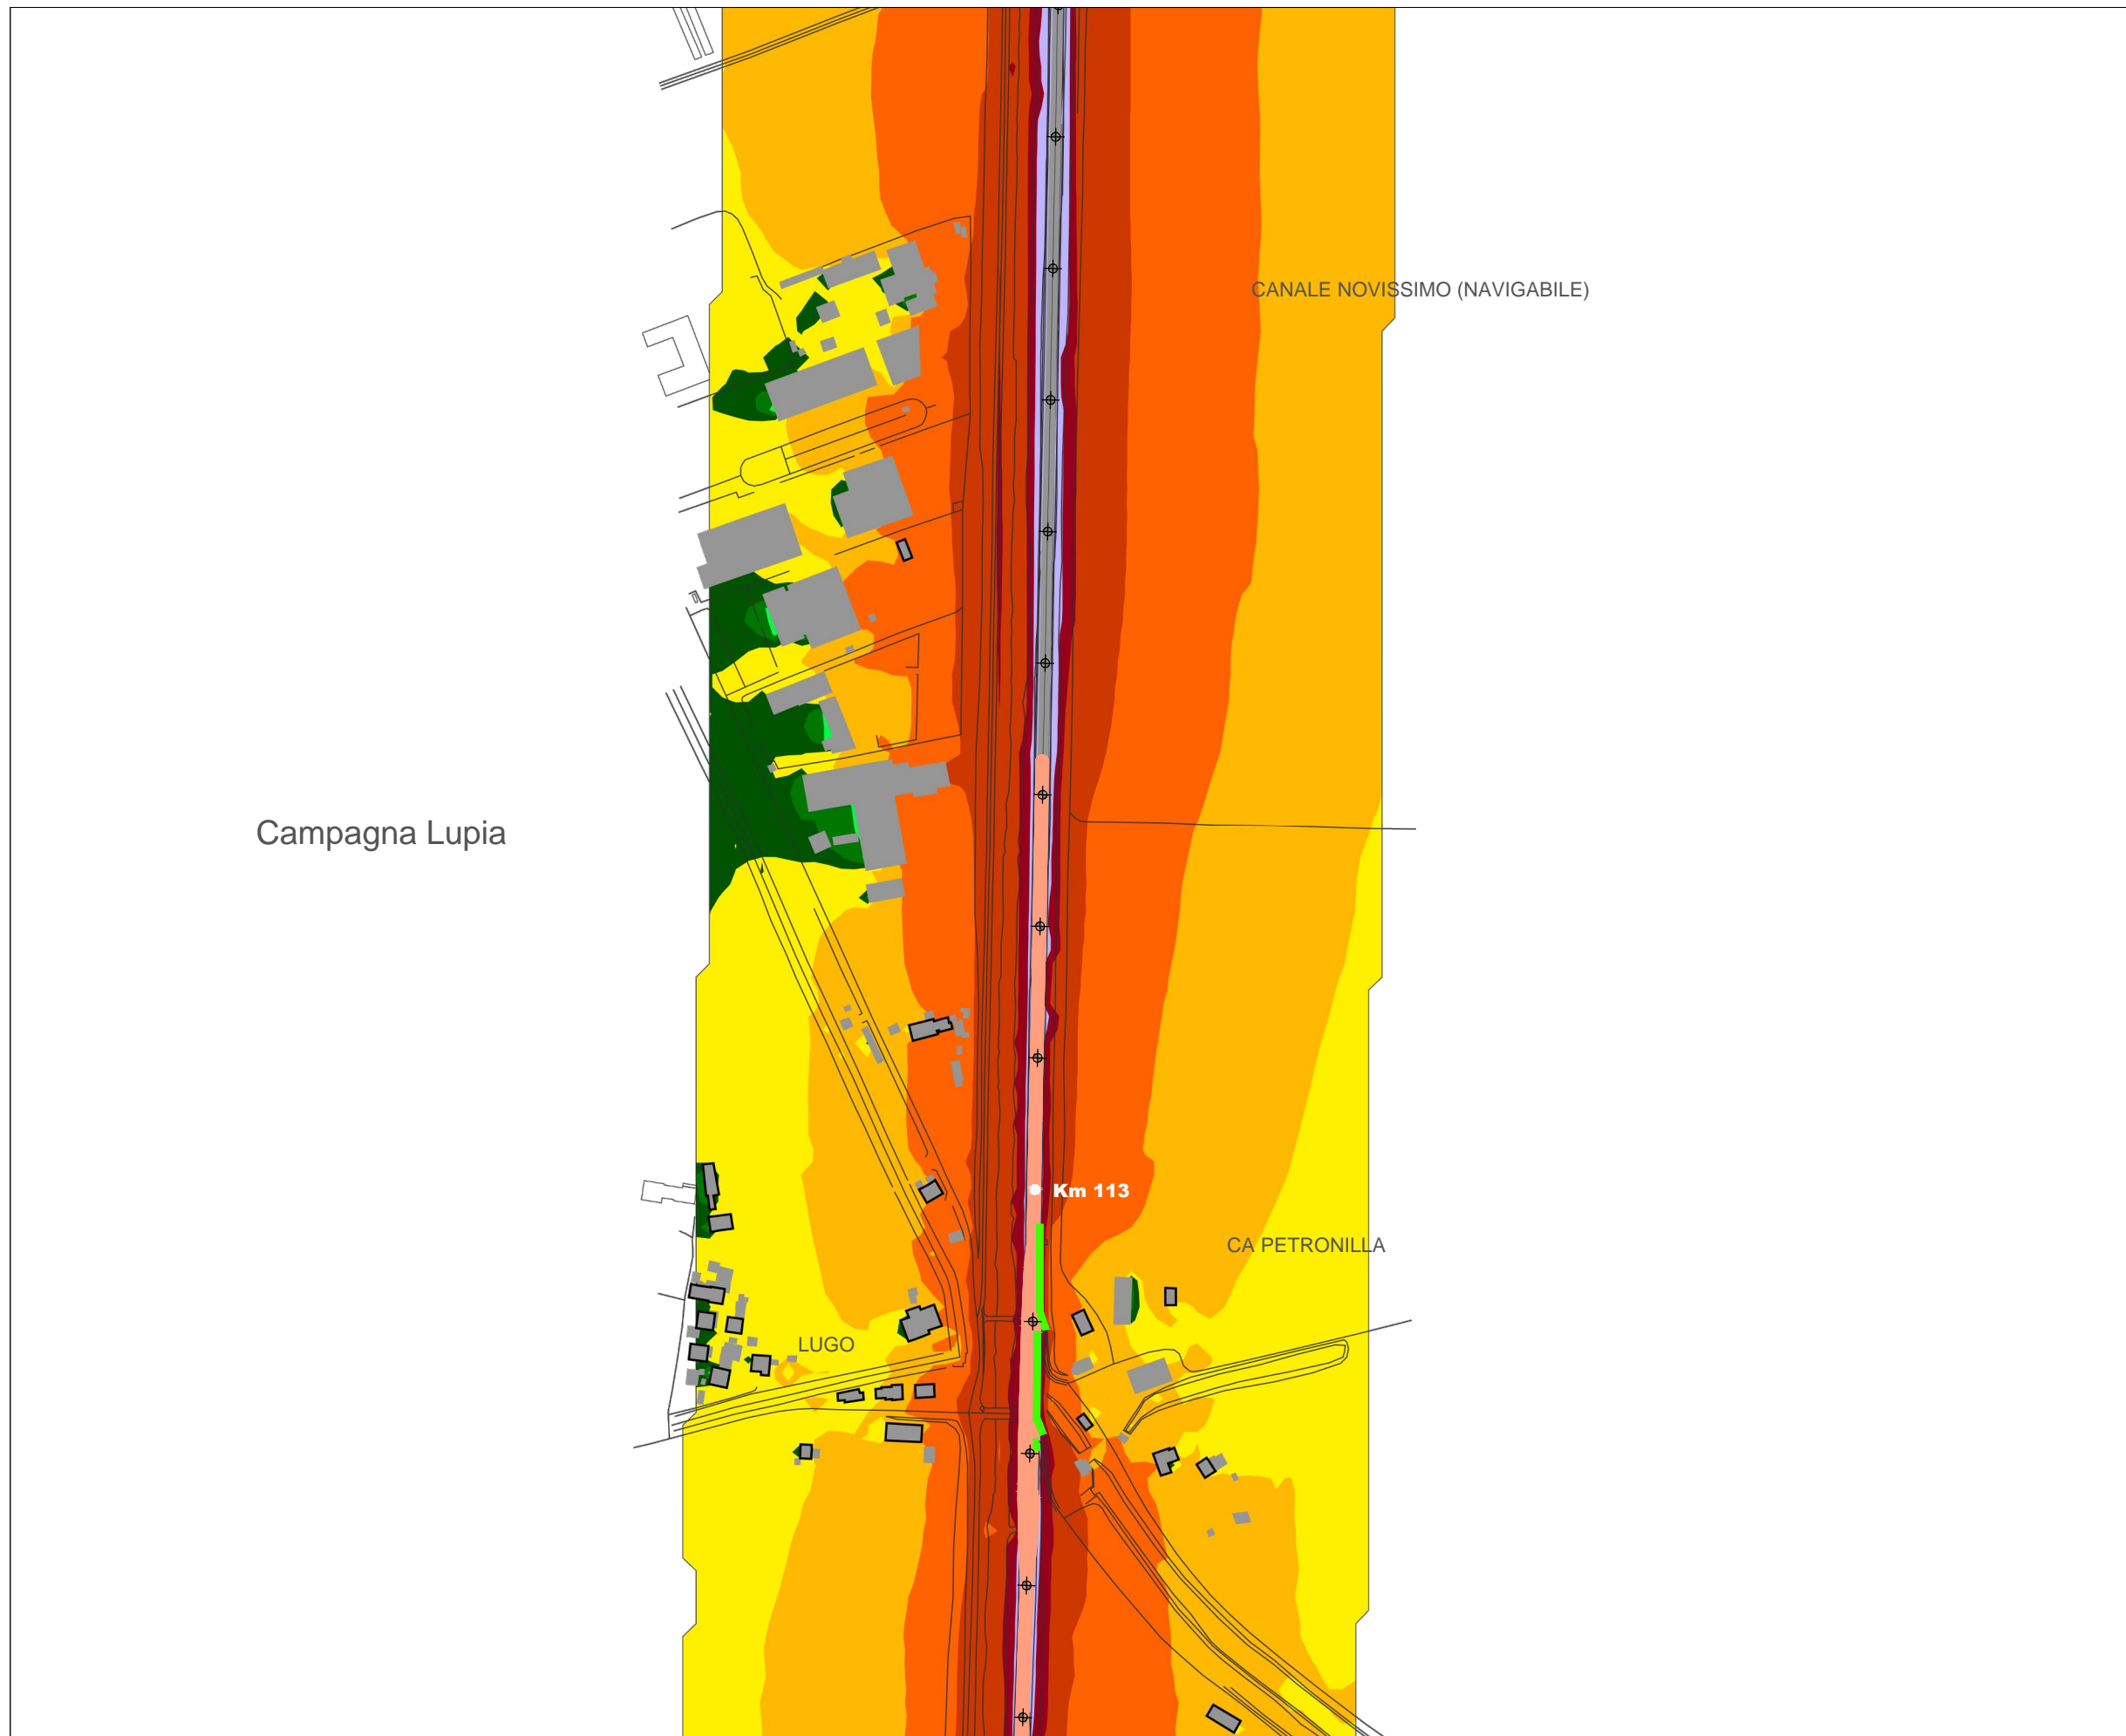 CANALE NOVISSIMO (NAVIGABILE)
Campagna Lupia
Km 113
CA PETRONILLA
LUGO